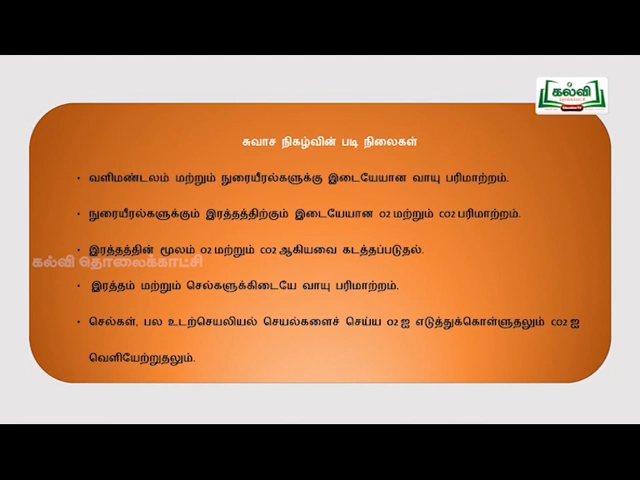 கல்வி
சுவாச நிகழ்வின் படி நிலைகள்
• வளிமண்டலம் மற்றும் நுரையீரல்களுக்கு இடையேயான வாயு பரிமாற்றம்.
• நுரையீரல்களுக்கும் இரத்தத்திற்கும் இடையேயான O2 மற்றும் CO2 பரிமாற்றம்.
• இரத்தத்தின் மூலம் O2 மற்றும் CO2 ஆகியவை கடத்தப்படுதல்.
கல்வி தொலைக்காட்சி
• இரத்தம் மற்றும் செல்களுக்கிடையே வாயு பரிமாற்றம்.
• செல்கள், பல உடற்செயலியல் செயல்களைச் செய்ய O2 ஐ எடுத்துக்கொள்ளுதலும் CO2 ஐ
வெளியேற்றுதலும்.